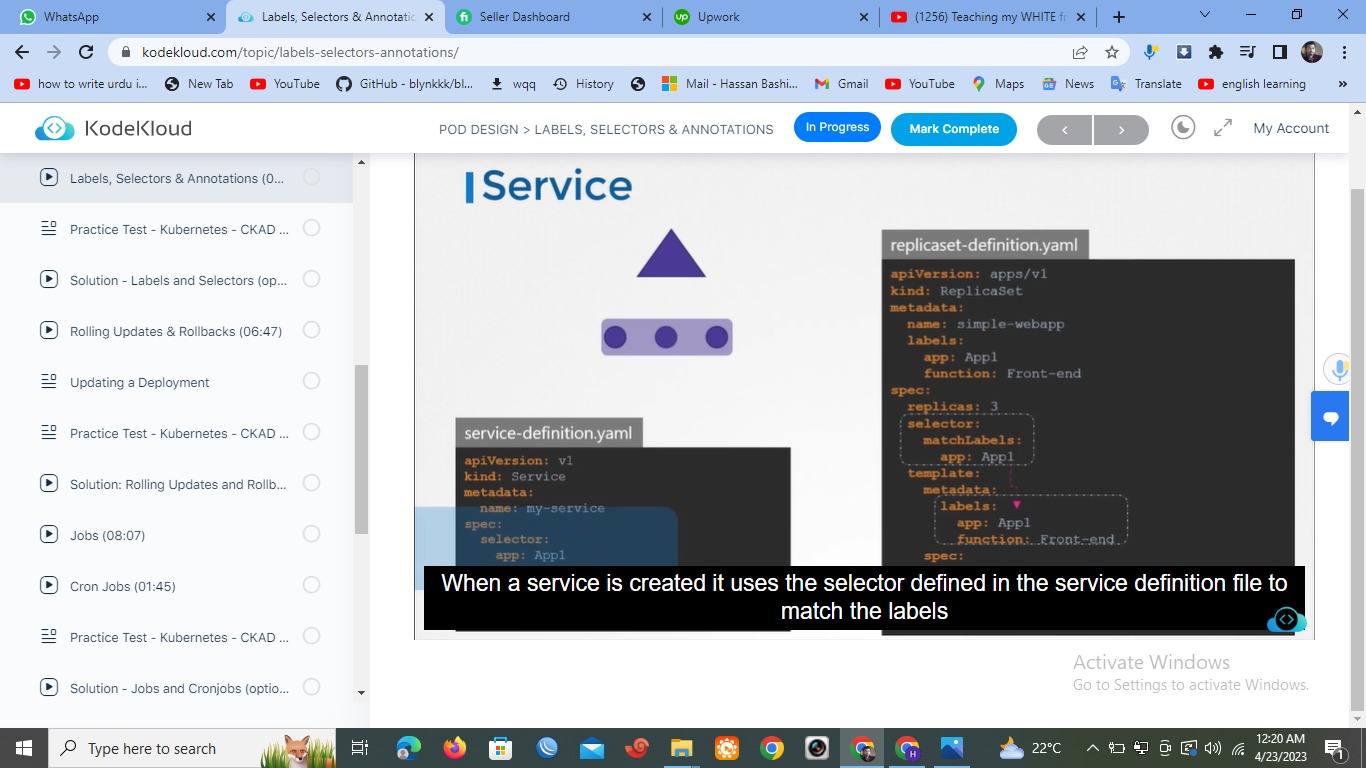 WhatsApp
Labels, Selectors & Annotatic
Seller Dashboard
Upwork
(1256) Teaching my WHITE fr
kodekloud.com/topic/labels-selectors-annotations/
how to write urdu i...
New Tab
YouTube
GitHub - blynkkk/bl...
wqq
History
Mail - Hassan Bashi...
Gmail
YouTube
Maps
News
Translate
english learning
»
KodeKloud
POD DESIGN > LABELS, SELECTORS & ANNOTATIONS
In Progress
Mark Complete
<
>
My Account
Labels, Selectors & Annotations (0...
Practice Test - Kubernetes - CKAD ...
Solution - Labels and Selectors (op...
Rolling Updates & Rollbacks (06:47)
Updating a Deployment
Practice Test - Kubernetes - CKAD ...
Solution: Rolling Updates and Rollb...
Jobs (08:07)
Cron Jobs (01:45)
Practice Test - Kubernetes - CKAD ...
Solution - Jobs and Cronjobs (optio...
Service
service-definition.yaml
apiVersion: v1
kind: Service
metadata:
name: my-service
spec:
selector:
app: App1
replicaset-definition.yaml
apiVersion: apps/v1
kind: ReplicaSet
metadata:
name: simple-webapp
labels:
app: App1
function: Front-end
spec:
replicas: 3
selector:
matchLabels:
app: App1
template:
metadata:
labels:
app: App1
function: Front-end
spec:
When a service is created it uses the selector defined in the service definition file to
match the labels
Activate Windows
Go to Settings to activate Windows.
Type here to search
H
22°C
12:20 AM
4/23/2023
1